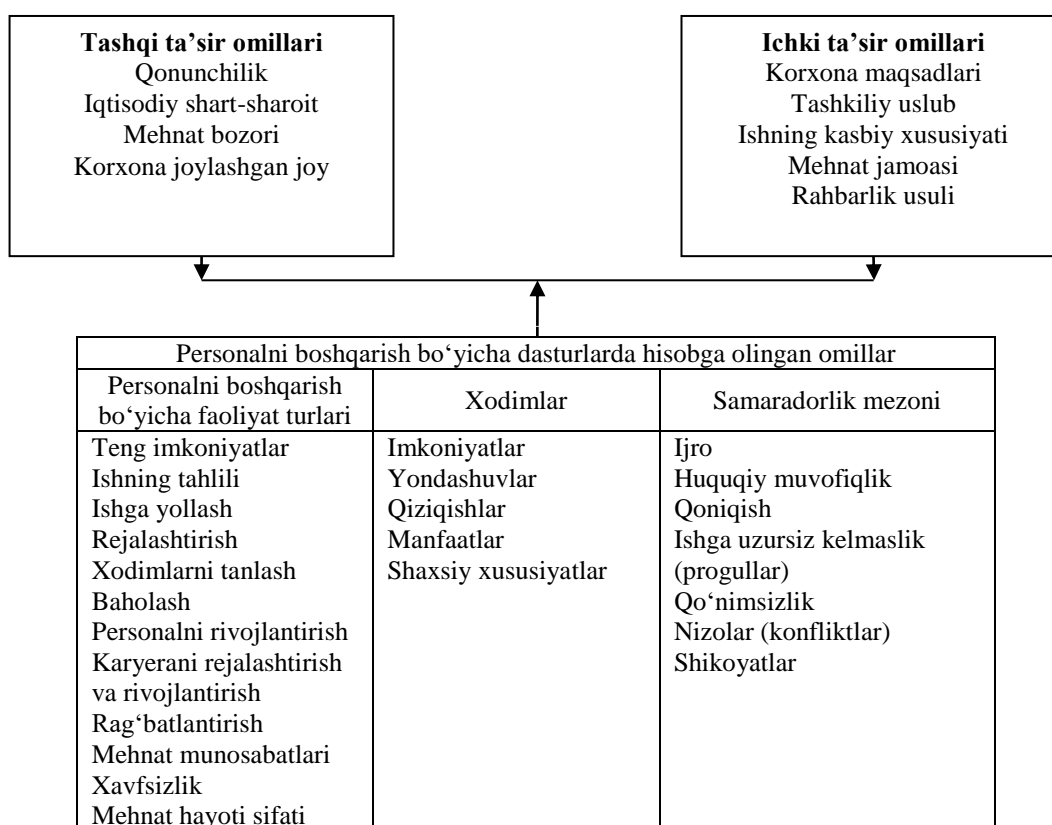 Tashqi ta’sir omillari
Qonunchilik
Iqtisodiy shart-sharoit
Mehnat bozori
Korxona joylashgan joy
Ichki ta’sir omillari
Korxona maqsadlari
Tashkiliy uslub
Ishning kasbiy xususiyati
Mehnat jamoasi
Rahbarlik usuli
Personalni boshqarish bo‘yicha dasturlarda hisobga olingan omillar
Personalni boshqarish
bo‘yicha faoliyat turlari
Xodimlar
Samaradorlik mezoni
Teng imkoniyatlar
Ishning tahlili
Ishga yollash
Rejalashtirish
Xodimlarni tanlash
Baholash
Personalni rivojlantirish
Karyerani rejalashtirish
va rivojlantirish
Rag‘batlantirish
Mehnat munosabatlari
Xavfsizlik
Mehnat hayoti sifati
Imkoniyatlar
Yondashuvlar
Qiziqishlar
Manfaatlar
Shaxsiy xususiyatlar
Ijro
Huquqiy muvofiqlik
Qoniqish
Ishga uzursiz kelmaslik
(progullar)
Qo‘nimsizlik
Nizolar (konfliktlar)
Shikoyatlar